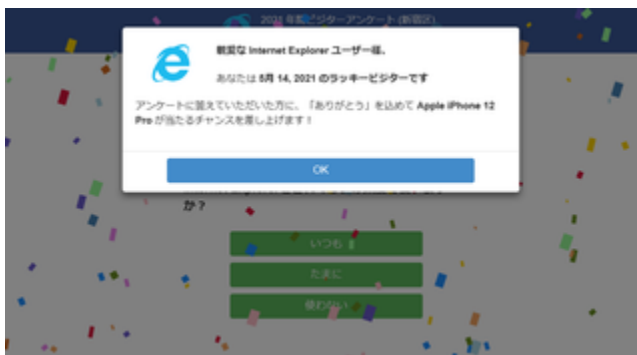 2021 年間ビジターアンケート (新宿区)
親愛な Internet Explorer ユーザー様、
あなたは 5月 14, 2021 のラッキービジターです
アンケートに答えていただいた方に、「ありがとう」を込めて Apple iPhone 12
Pro が当たるチャンスを差し上げます！
OK
か？
いつも
たまに
使わない